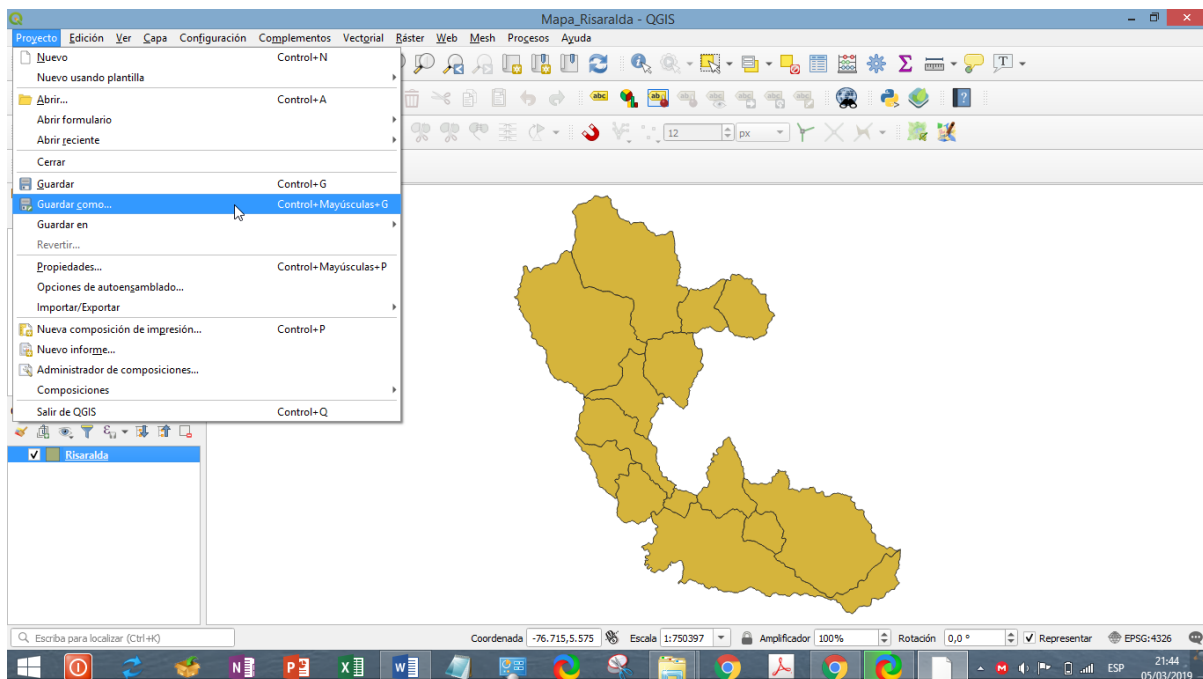 Mapa_Risaralda - QGIS
Proyecto Edición Ver Capa Configuración Complementos Vectorial Ráster Web Mesh Procesos Ayuda
Nuevo Control+N
Nuevo usando plantilla
Abrir... Control+A
Abrir formulario
Abrir reciente
Cerrar
Guardar Control+G
Guardar como... Control+Mayúsculas+G
Guardar en
Revertir...
Propiedades... Control+Mayúsculas+P
Opciones de autoensamblado...
Importar/Exportar
Nueva composición de impresión... Control+P
Nuevo informe...
Administrador de composiciones...
Composiciones
Salir de QGIS Control+Q
abc
12 px
Risaralda
Escriba para localizar (Ctrl+K)
Coordenada -76.715,5.575 Escala 1:750397 Amplificador 100% Rotación 0,0 ° Representar EPSG:4326
ESP
21:44
05/03/2019